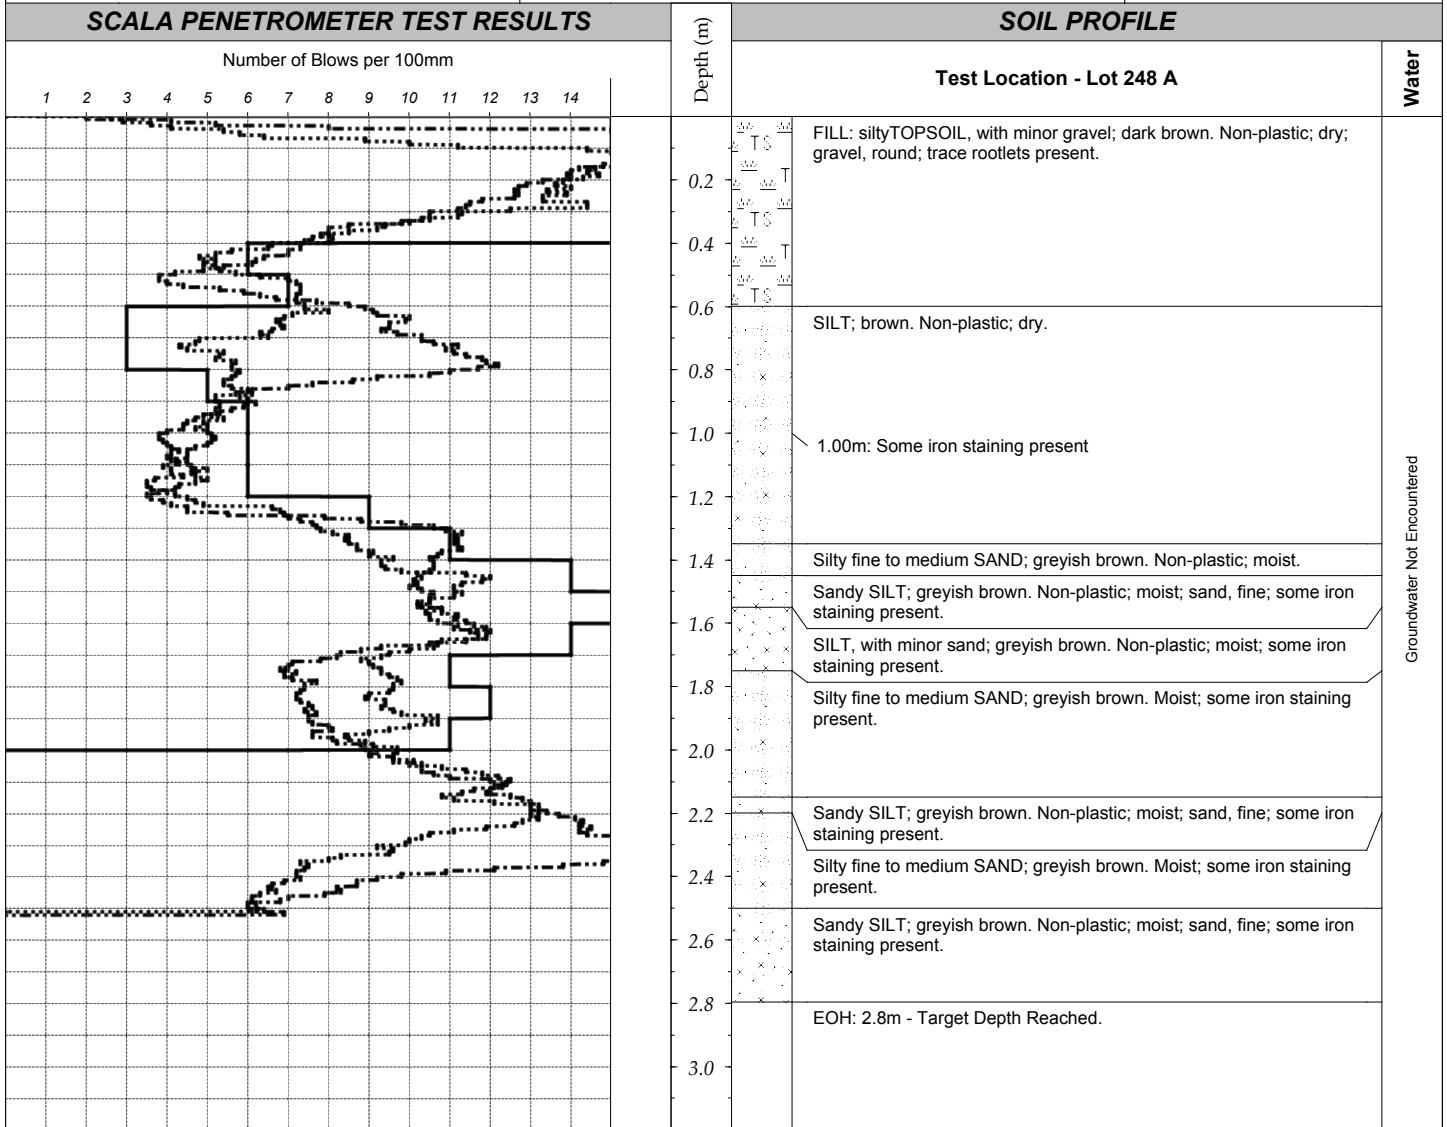 SCALA PENETROMETER TEST RESULTS
Number of Blows per 100mm
1 2 3 4 5 6 7 8 9 10 11 12 13 14
Depth (m)
SOIL PROFILE
Test Location - Lot 248 A
Water
0.2
0.4
0.6
0.8
1.0
1.2
1.4
1.6
1.8
2.0
2.2
2.4
2.6
2.8
3.0
T S
T
T S
T
T S
FILL: siltyTOPSOIL, with minor gravel; dark brown. Non-plastic; dry;
gravel, round; trace rootlets present.
SILT; brown. Non-plastic; dry.
1.00m: Some iron staining present
Silty fine to medium SAND; greyish brown. Non-plastic; moist.
Sandy SILT; greyish brown. Non-plastic; moist; sand, fine; some iron
staining present.
SILT, with minor sand; greyish brown. Non-plastic; moist; some iron
staining present.
Silty fine to medium SAND; greyish brown. Moist; some iron staining
present.
Sandy SILT; greyish brown. Non-plastic; moist; sand, fine; some iron
staining present.
Silty fine to medium SAND; greyish brown. Moist; some iron staining
present.
Sandy SILT; greyish brown. Non-plastic; moist; sand, fine; some iron
staining present.
EOH: 2.8m - Target Depth Reached.
Groundwater Not Encountered